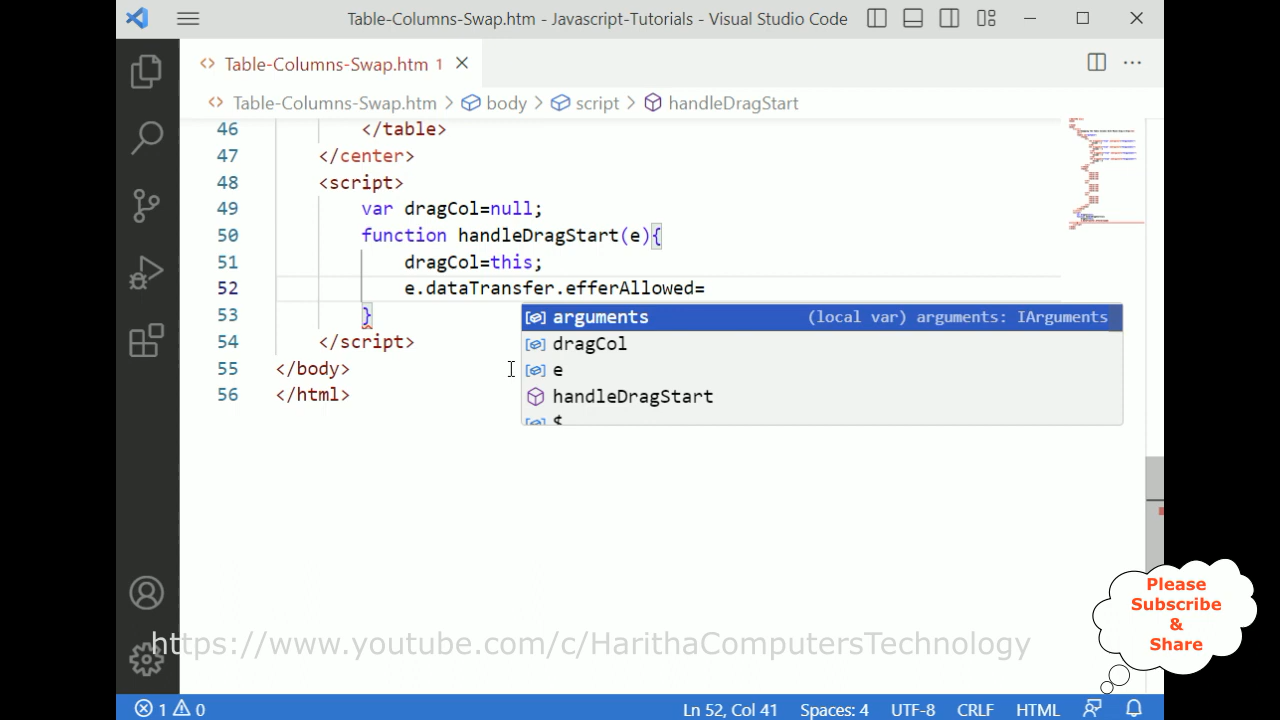 Table-Columns-Swap.htm - Javascript-Tutorials - Visual Studio Code
Table-Columns-Swap.htm 1
Table-Columns-Swap.htm > body > script > handleDragStart
46 </table>
47 </center>
48 <script>
49 var dragCol=null;
50 function handleDragStart(e){
51 dragCol=this;
52 e.dataTransfer.efferAllowed=
53 }
arguments (local var) arguments: IArguments
54 </script>
dragCol
55 </body>
e
56 </html>
handleDragStart
$
Please
Subscribe
&
Share
https://www.youtube.com/c/HarithaComputersTechnology
1 0 Ln 52, Col 41 Spaces: 4 UTF-8 CRLF HTML